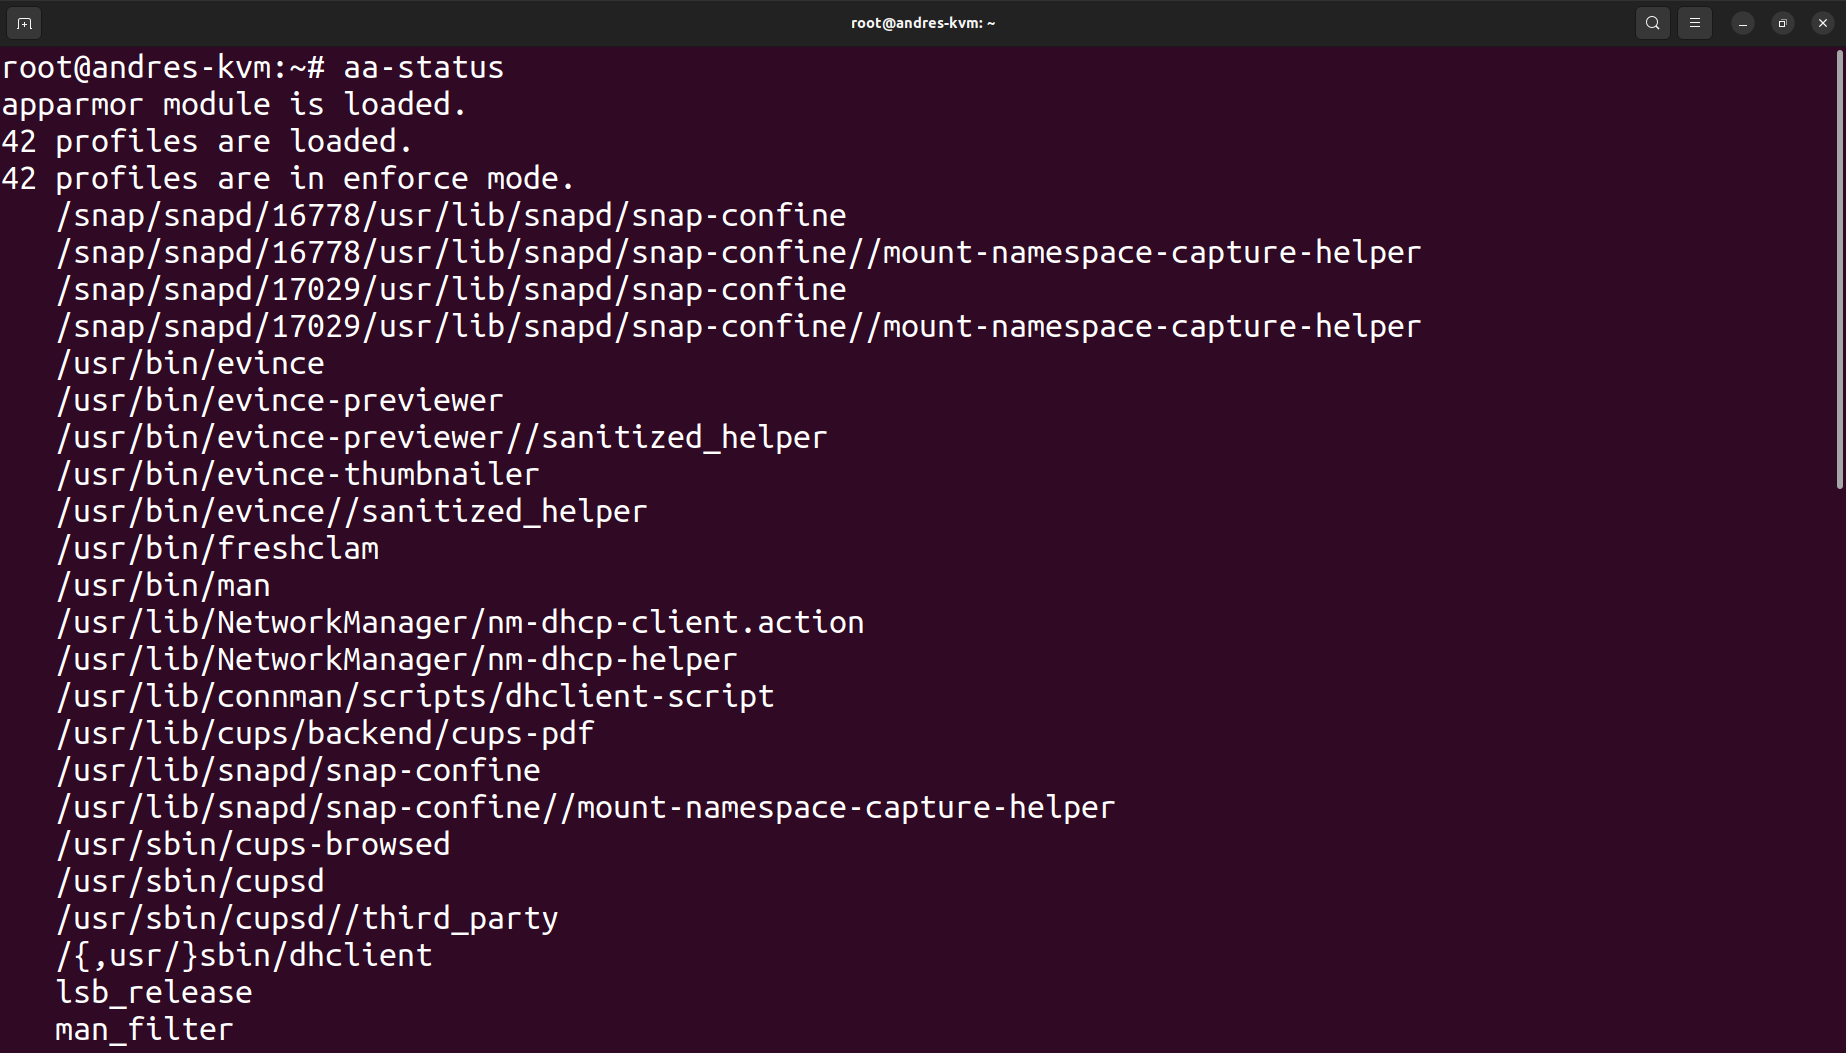 root@andres-kvm: ~
root@andres-kvm:~# aa-status
apparmor module is loaded.
42 profiles are loaded.
42 profiles are in enforce mode.
   /snap/snapd/16778/usr/lib/snapd/snap-confine
   /snap/snapd/16778/usr/lib/snapd/snap-confine//mount-namespace-capture-helper
   /snap/snapd/17029/usr/lib/snapd/snap-confine
   /snap/snapd/17029/usr/lib/snapd/snap-confine//mount-namespace-capture-helper
   /usr/bin/evince
   /usr/bin/evince-previewer
   /usr/bin/evince-previewer//sanitized_helper
   /usr/bin/evince-thumbnailer
   /usr/bin/evince//sanitized_helper
   /usr/bin/freshclam
   /usr/bin/man
   /usr/lib/NetworkManager/nm-dhcp-client.action
   /usr/lib/NetworkManager/nm-dhcp-helper
   /usr/lib/connman/scripts/dhclient-script
   /usr/lib/cups/backend/cups-pdf
   /usr/lib/snapd/snap-confine
   /usr/lib/snapd/snap-confine//mount-namespace-capture-helper
   /usr/sbin/cups-browsed
   /usr/sbin/cupsd
   /usr/sbin/cupsd//third_party
   /{,usr/}sbin/dhclient
   lsb_release
   man_filter